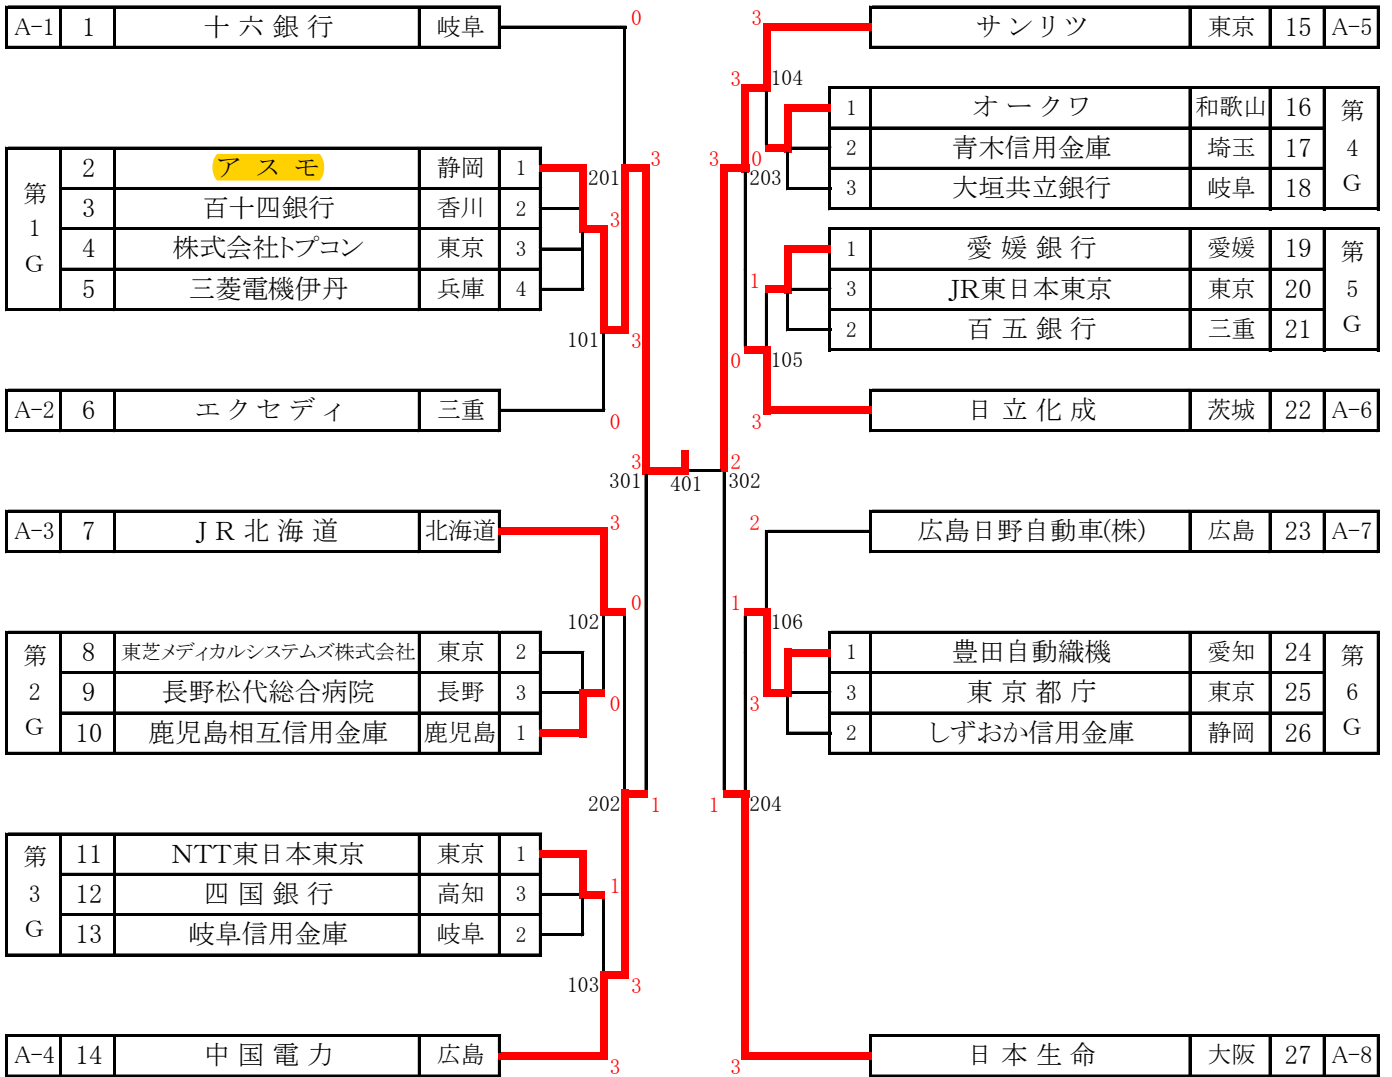 A-1 1 十六銀行 岐阜
第1G
2 アスモ 静岡 1
3 百十四銀行 香川 2
4 株式会社トプコン 東京 3
5 三菱電機伊丹 兵庫 4
A-2 6 エクセディ 三重
A-3 7 JR北海道 北海道
第2G
8 東芝メディカルシステムズ株式会社 東京 2
9 長野松代総合病院 長野 3
10 鹿児島相互信用金庫 鹿児島 1
第3G
11 NTT東日本東京 東京 1
12 四国銀行 高知 3
13 岐阜信用金庫 岐阜 2
A-4 14 中国電力 広島
0
201 3
3
101 3
0
3 301
3
102 0
0
202 1
1
103 3
3
401
3
3 104
3 0 203
1
0 105
3
2 302
2
1 106
3
1 204
3
サンリツ 東京 15 A-5
1 オークワ 和歌山 16
2 青木信用金庫 埼玉 17
3 大垣共立銀行 岐阜 18
第4G
1 愛媛銀行 愛媛 19
3 JR東日本東京 東京 20
2 百五銀行 三重 21
第5G
日立化成 茨城 22 A-6
広島日野自動車(株) 広島 23 A-7
1 豊田自動織機 愛知 24
3 東京都庁 東京 25
2 しずおか信用金庫 静岡 26
第6G
日本生命 大阪 27 A-8